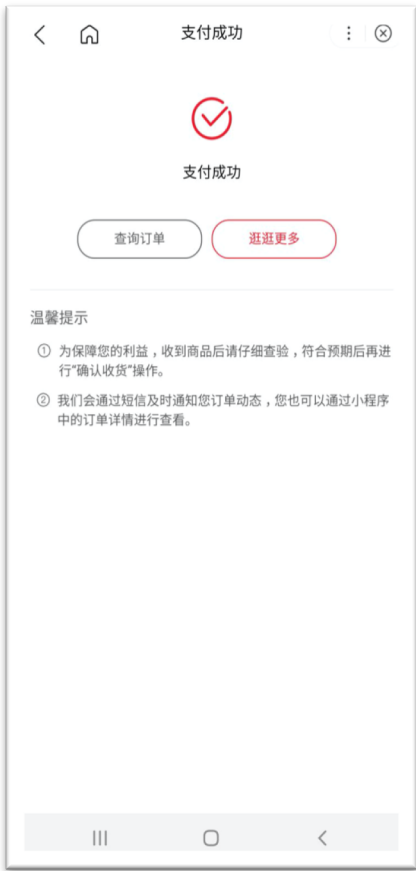 支付成功
支付成功
查询订单
逛逛更多
温馨提示
① 为保障您的利益，收到商品后请仔细查验，符合预期后再进
行“确认收货”操作。
② 我们会通过短信及时通知您订单动态，您也可以通过小程序
中的订单详情进行查看。